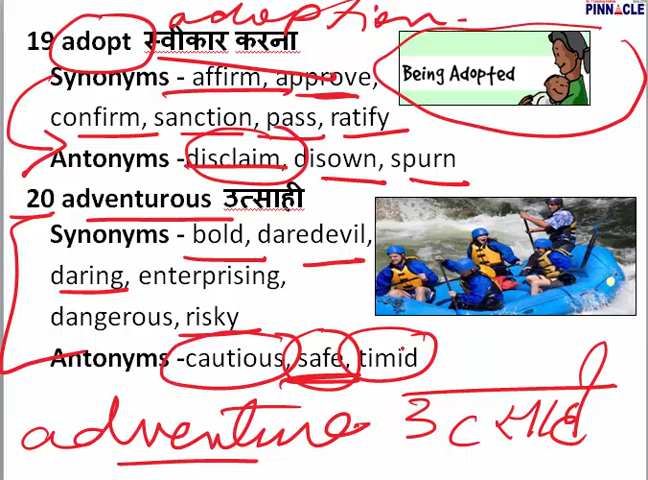 adoption
PINNACLE
19 adopt स्वीकार करना
Synonyms - affirm, approve,
confirm, sanction, pass, ratify
Antonyms -disclaim, disown, spurn
Being Adopted
20 adventurous उत्साही
Synonyms - bold, daredevil,
daring, enterprising,
dangerous, risky
Antonyms -cautious, safe, timid
adventure